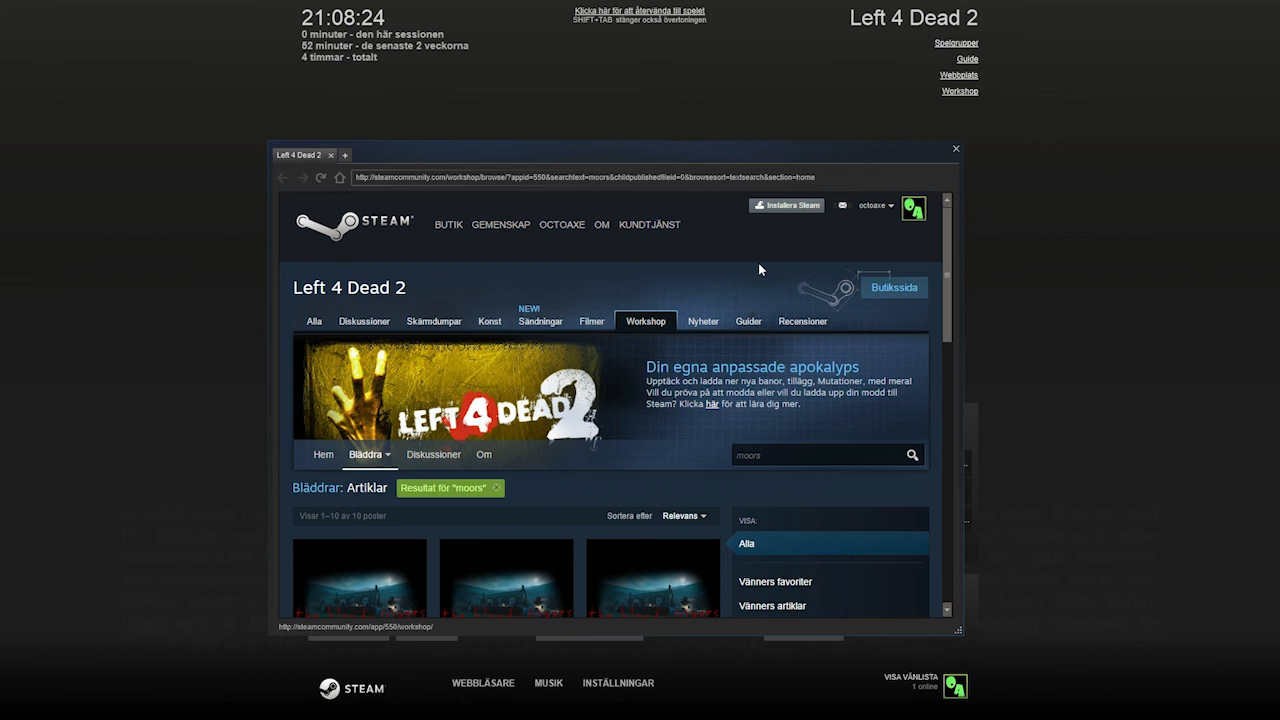 21:08:24
0 minuter - den här sessionen
52 minuter - de senaste 2 veckorna
4 timmar - totalt
Klicka här för att återvända till spelet
SHIFT+TAB stänger också övertoningen
Left 4 Dead 2
Spelgrupper
Guide
Webbplats
Workshop
Left 4 Dead 2
http://steamcommunity.com/workshop/browse/?appid=550&searchtext=moors&childpublishedfileid=0&browsesort=textsearch&section=home
STEAM
BUTIK GEMENSKAP OCTOAXE OM KUNDTJÄNST
Installera Steam
octoaxe
Left 4 Dead 2
Butikssida
NEW!
Alla Diskussioner Skärmdumpar Konst Sändningar Filmer Workshop Nyheter Guider Recensioner
LEFT 4 DEAD 2
Din egna anpassade apokalyps
Upptäck och ladda ner nya banor, tillägg, Mutationer, med mera!
Vill du pröva på att modda eller vill du ladda upp din modd till
Steam? Klicka här för att lära dig mer.
Hem Bläddra Diskussioner Om
moors
Bläddrar: Artiklar
Resultat för "moors"
Visar 1–10 av 10 poster
Sortera efter Relevans
VISA:
Alla
Vänners favoriter
Vänners artiklar
http://steamcommunity.com/app/550/workshop/
STEAM
WEBBLÄSARE MUSIK INSTÄLLNINGAR
VISA VÄNLISTA
1 online